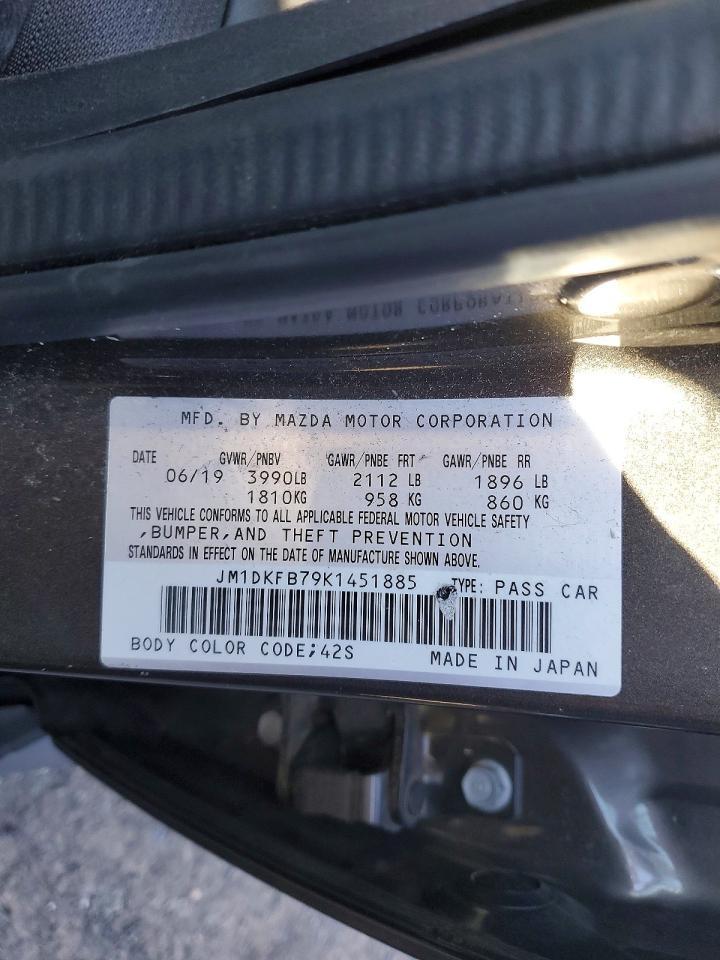 MFD. BY MAZDA MOTOR CORPORATION
DATE GVWR/PNBV GAWR/PNBE FRT GAWR/PNBE RR
06/19 3990LB 2112 LB 1896 LB
1810KG 958 KG 860 KG
THIS VEHICLE CONFORMS TO ALL APPLICABLE FEDERAL MOTOR VEHICLE SAFETY
,BUMPER,AND THEFT PREVENTION
STANDARDS IN EFFECT ON THE DATE OF MANUFACTURE SHOWN ABOVE.
JM1DKFB79K1451885 TYPE: PASS CAR
BODY COLOR CODE;42S MADE IN JAPAN